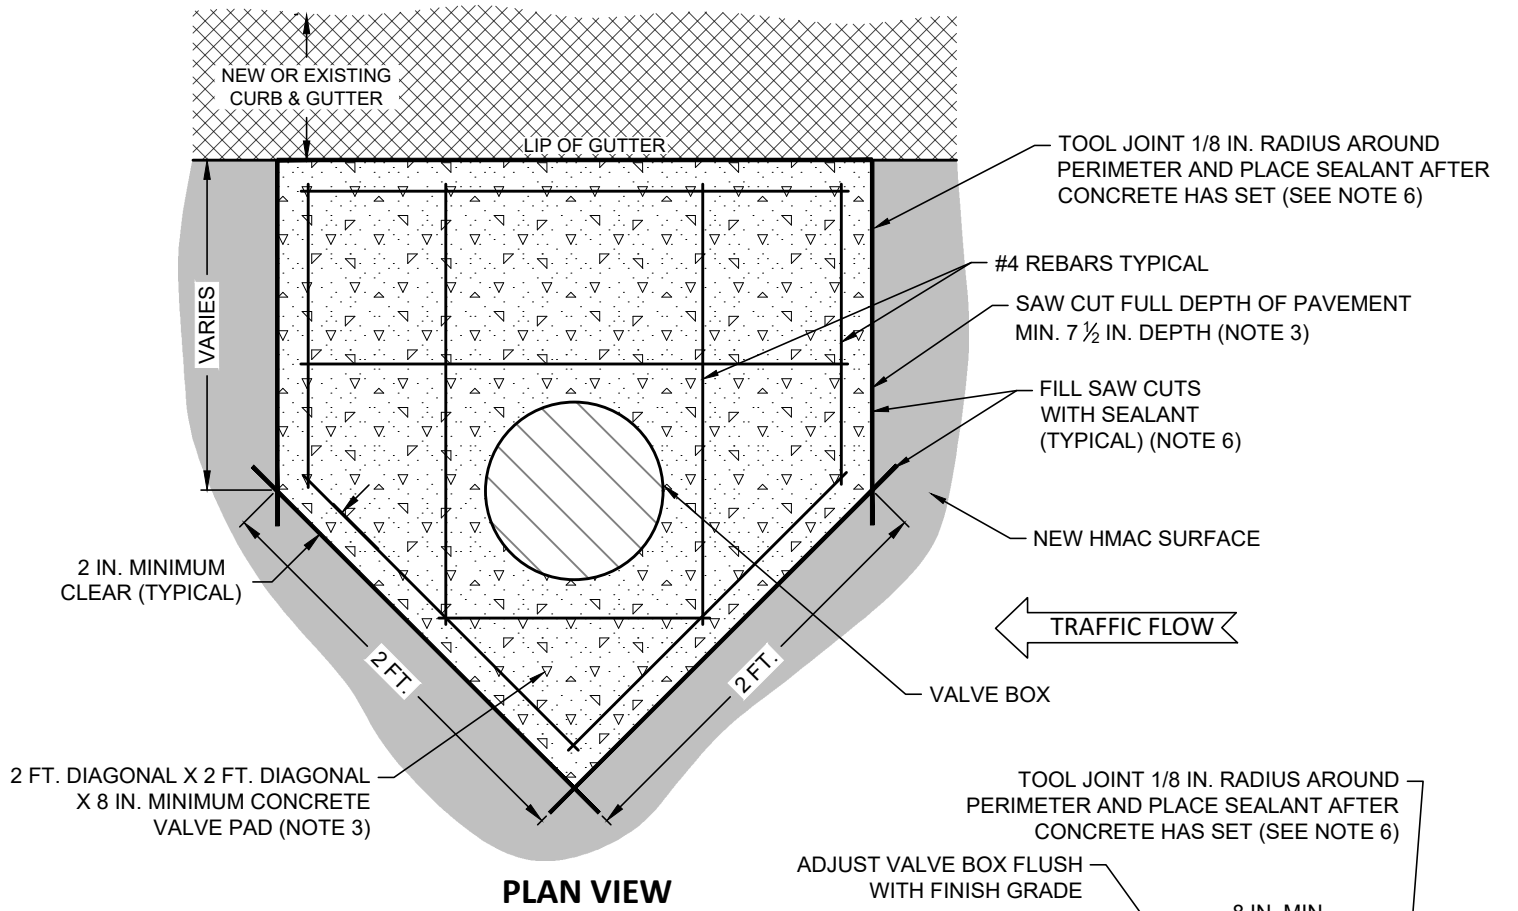 NEW OR EXISTING
CURB & GUTTER
LIP OF GUTTER
TOOL JOINT 1/8 IN. RADIUS AROUND
PERIMETER AND PLACE SEALANT AFTER
CONCRETE HAS SET (SEE NOTE 6)
#4 REBARS TYPICAL
SAW CUT FULL DEPTH OF PAVEMENT
MIN. 7 ½ IN. DEPTH (NOTE 3)
VARIES
FILL SAW CUTS
WITH SEALANT
(TYPICAL) (NOTE 6)
NEW HMAC SURFACE
2 IN. MINIMUM
CLEAR (TYPICAL)
TRAFFIC FLOW
2 FT.
2 FT.
VALVE BOX
2 FT. DIAGONAL X 2 FT. DIAGONAL
X 8 IN. MINIMUM CONCRETE
VALVE PAD (NOTE 3)
TOOL JOINT 1/8 IN. RADIUS AROUND
PERIMETER AND PLACE SEALANT AFTER
CONCRETE HAS SET (SEE NOTE 6)
ADJUST VALVE BOX FLUSH
WITH FINISH GRADE
PLAN VIEW
8 IN. MIN.